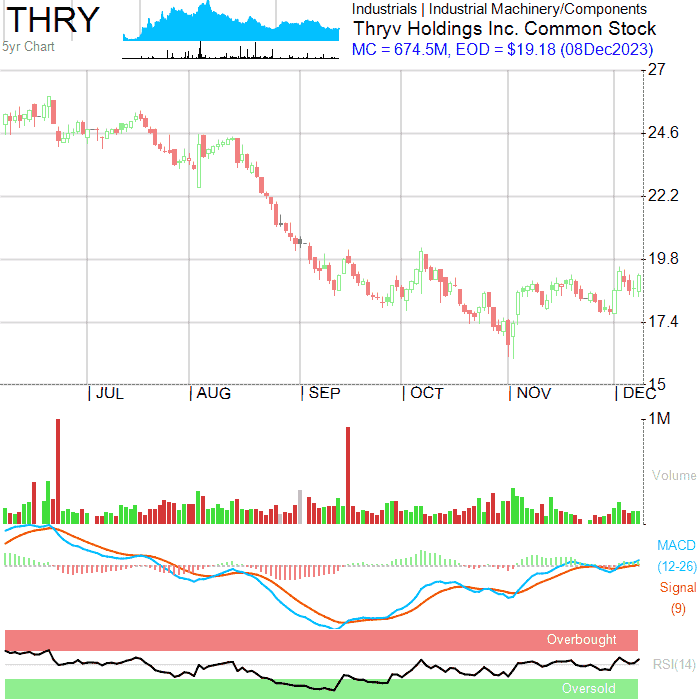 THRY
5yr Chart
Industrials | Industrial Machinery/Components
Thryv Holdings Inc. Common Stock
MC = 674.5M, EOD = $19.18 (08Dec2023)
27
24.6
22.2
19.8
17.4
15
| JUL | AUG | SEP | OCT | NOV | DEC
1M
Volume
MACD
(12-26)
Signal
(9)
Overbought
RSI(14)
Oversold